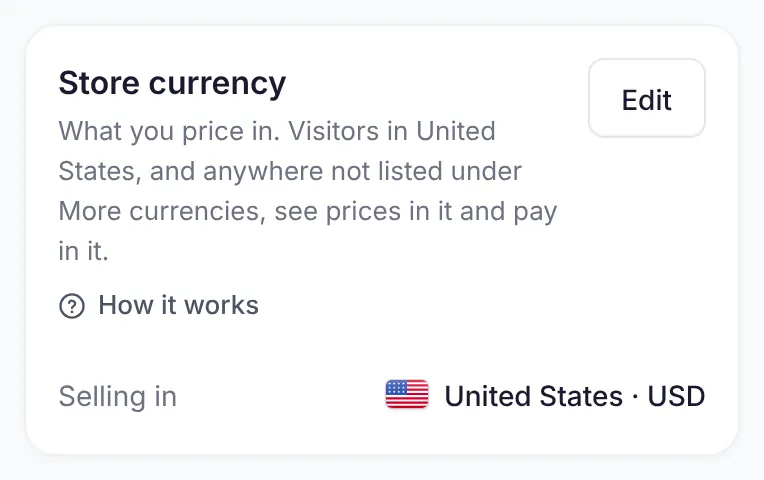 Store currency
Edit
What you price in. Visitors in United
States, and anywhere not listed under
More currencies, see prices in it and pay
in it.
How it works
Selling in
United States · USD